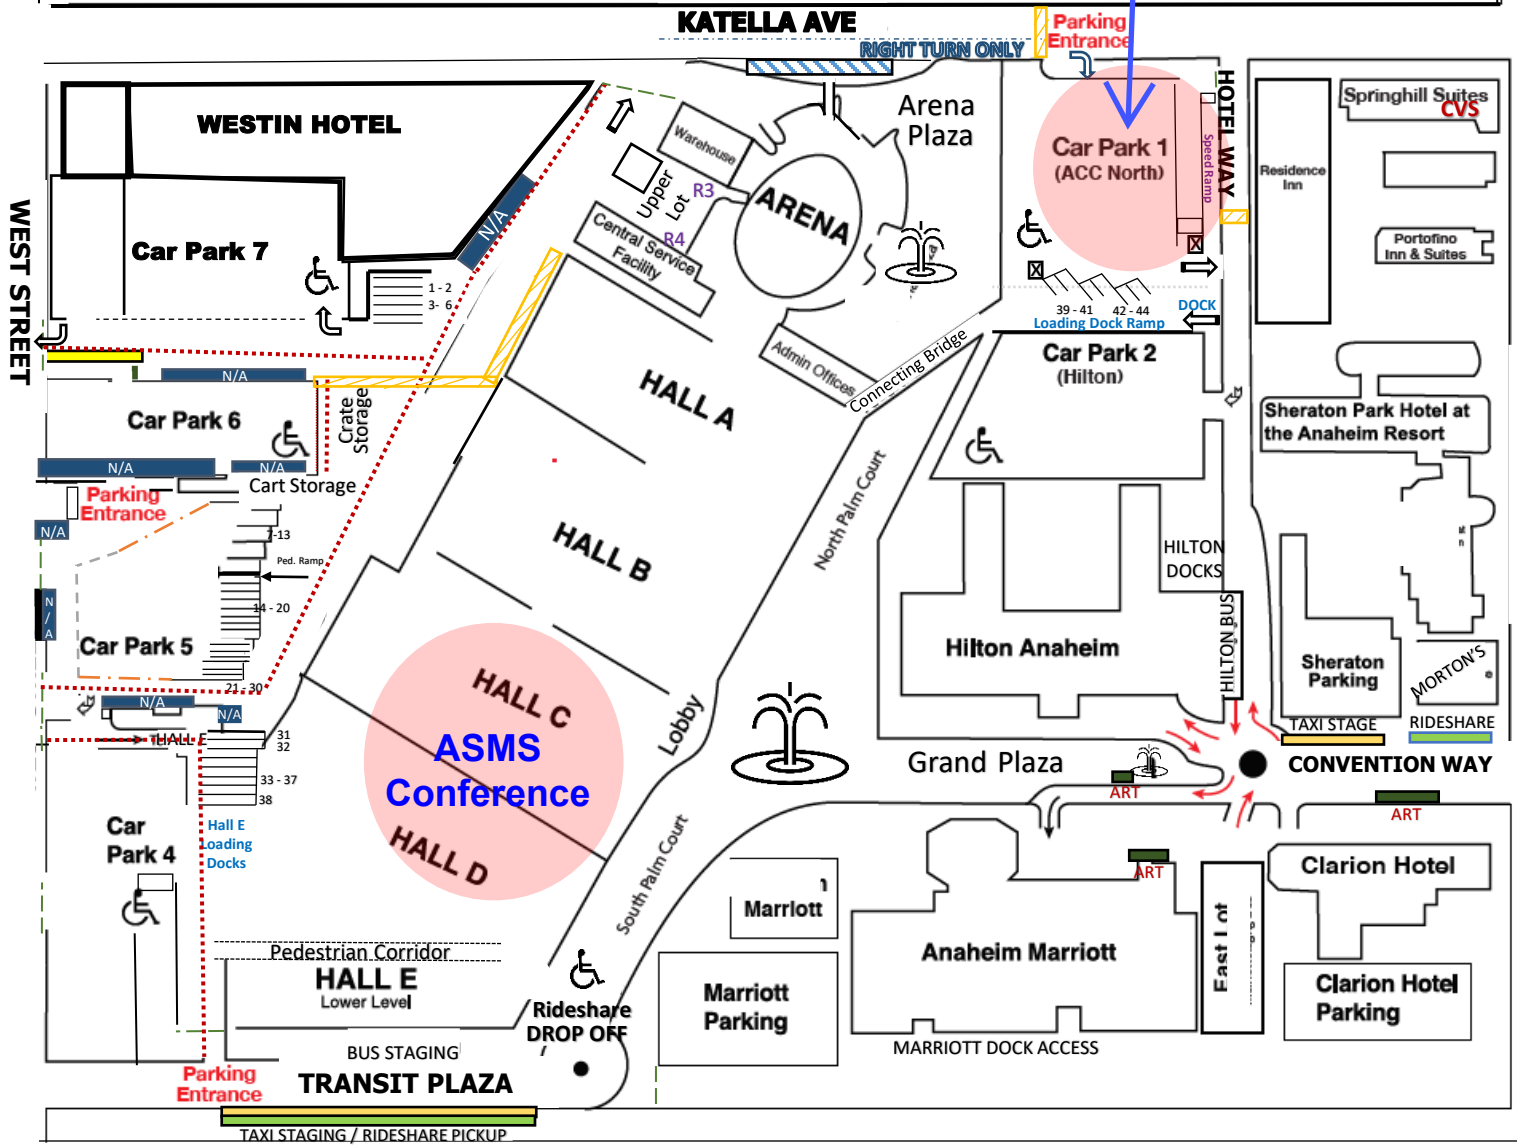 KATELLA AVE
RIGHT TURN ONLY
Parking
Entrance
WESTIN HOTEL
Warehouse
Arena
Plaza
Car Park 1
(ACC North)
HOTEL WAY
Speed Ramp
Springhill Suites
CVS
Residence
Inn
Portofino
Inn & Suites
WEST STREET
Car Park 7
N/A
1 - 2
3- 6
Upper
Lot
R3
R4
Central Service
Facility
ARENA
X
X
39 - 41
42 - 44
DOCK
Loading Dock Ramp
Car Park 2
(Hilton)
Admin Offices
Connecting Bridge
N/A
Car Park 6
Crate
Storage
HALL A
Sheraton Park Hotel at
the Anaheim Resort
N/A
N/A
Cart Storage
Parking
Entrance
N/A
7-13
Ped. Ramp
14 - 20
N/A
Car Park 5
21 - 30
HALL B
North Palm Court
HILTON
DOCKS
HILTON BUS
Hilton Anaheim
Sheraton
Parking
MORTON'S
N/A
N/A
HALL E
31
32
33 - 37
38
HALL C
ASMS
Conference
HALL D
Lobby
Grand Plaza
TAXI STAGE
RIDESHARE
CONVENTION WAY
ART
ART
ART
Car
Park 4
Hall E
Loading
Docks
South Palm Court
Marriott
Anaheim Marriott
East Lot
Clarion Hotel
Clarion Hotel
Parking
Pedestrian Corridor
HALL E
Lower Level
Rideshare
DROP OFF
Marriott
Parking
MARRIOTT DOCK ACCESS
BUS STAGING
TRANSIT PLAZA
Parking
Entrance
TAXI STAGING / RIDESHARE PICKUP